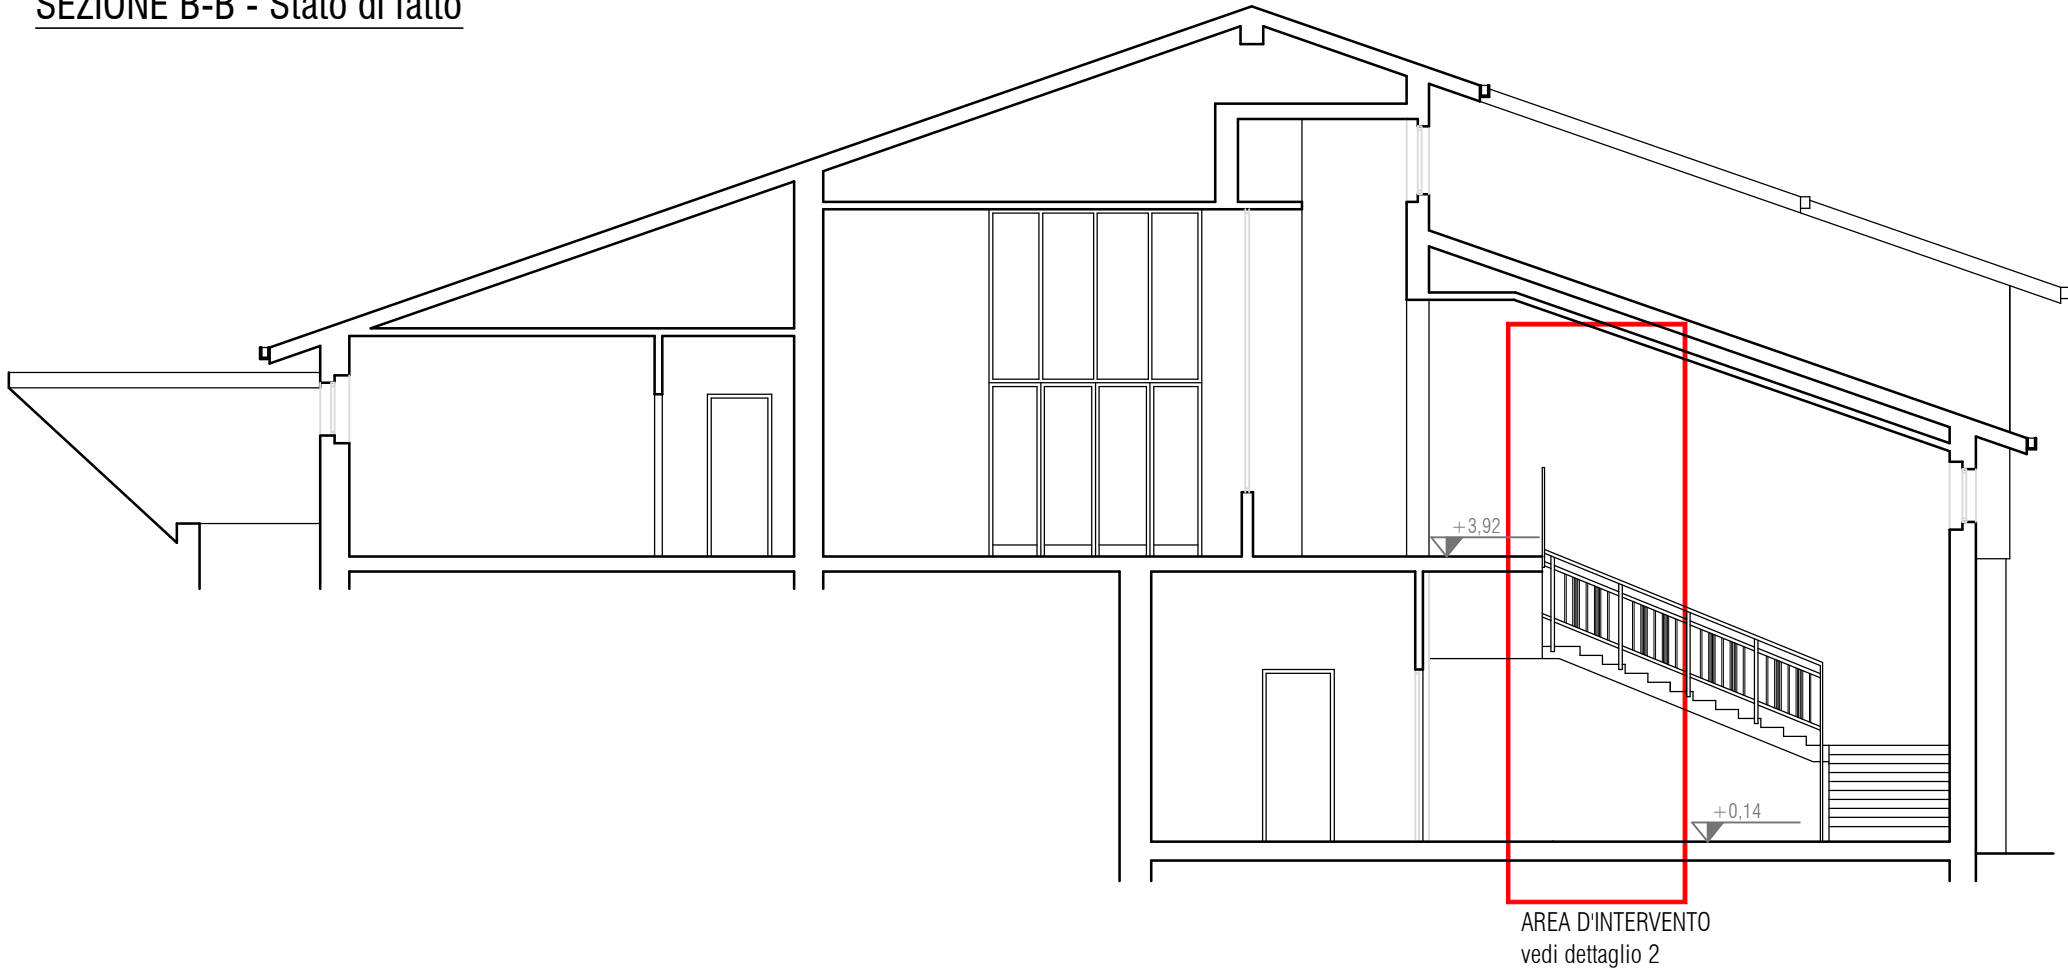 SEZIONE B-B - Stato di fatto
+3,92
+0,14
AREA D'INTERVENTO
vedi dettaglio 2